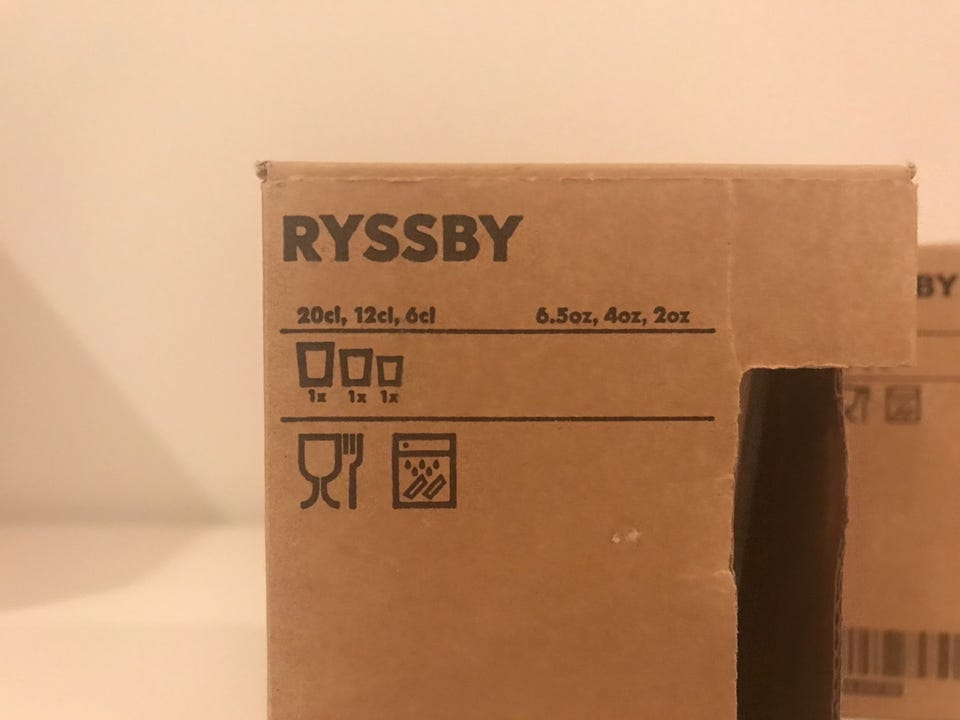 RYSSBY
20cl, 12cl, 6cl 6.5oz, 4oz, 2oz
1x 1x 1x
BY